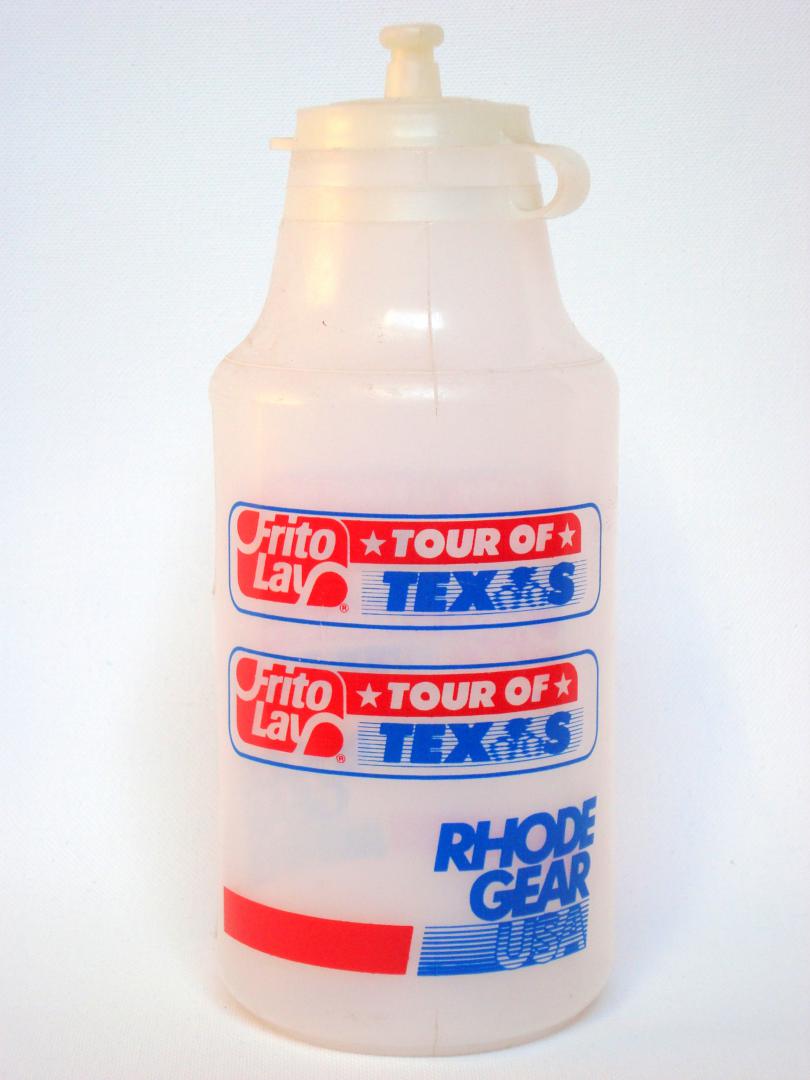 Frito Lay ®
★ TOUR OF ★
TEXAS
Frito Lay ®
★ TOUR OF ★
TEXAS
RHODE
GEAR
USA